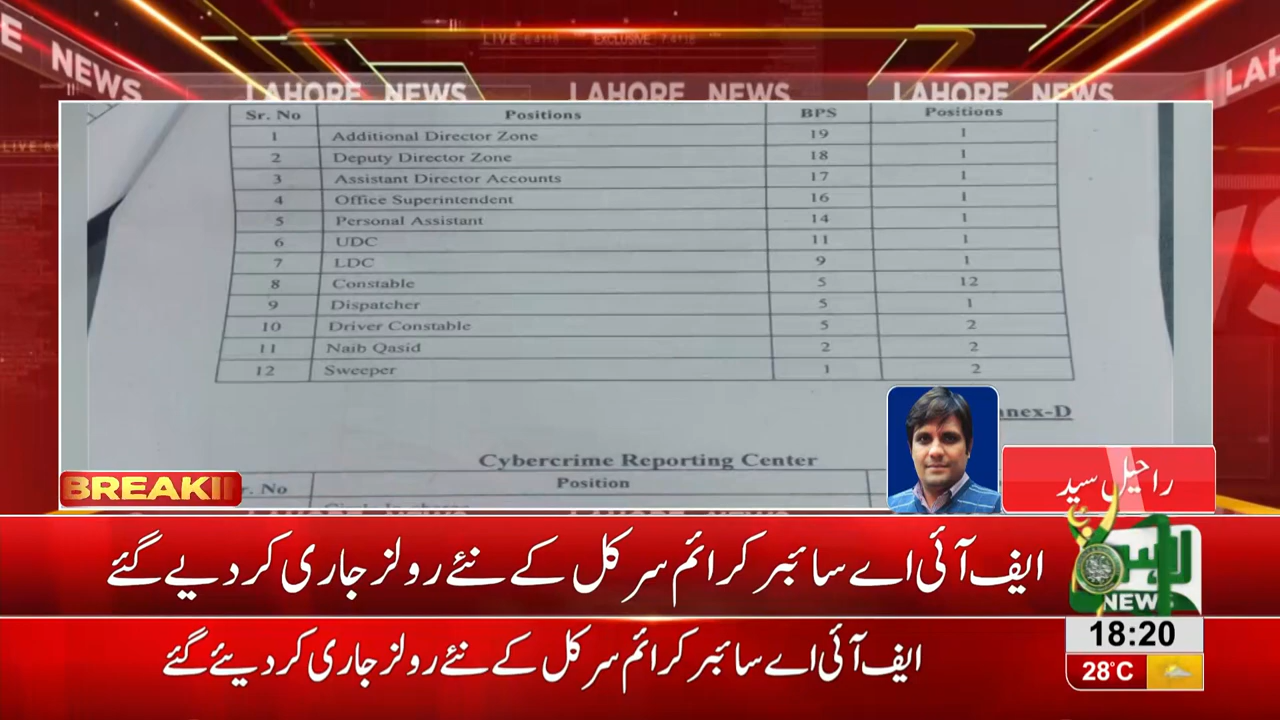 NEWS
LAHORE NEWS
LAHORE NEWS
LAHORE NEWS
Sr. No Positions BPS Positions
1 Additional Director Zone 19 1
2 Deputy Director Zone 18 1
3 Assistant Director Accounts 17 1
4 Office Superintendent 16 1
5 Personal Assistant 14 1
6 UDC 11 1
7 LDC 9 1
8 Constable 5 12
9 Dispatcher 5 1
10 Driver Constable 5 2
11 Naib Qasid 2 2
12 Sweeper 1 2
nnex-D
Cybercrime Reporting Center
r. No Position
راحیل سید
BREAKI
ایف آئی اے سائبر کرائم سرکل کے نئے رولز جاری کر دیے گئے
NEWS
18:20
ایف آئی اے سائبر کرائم سرکل کے نئے رولز جاری کر دیئے گئے
28°C